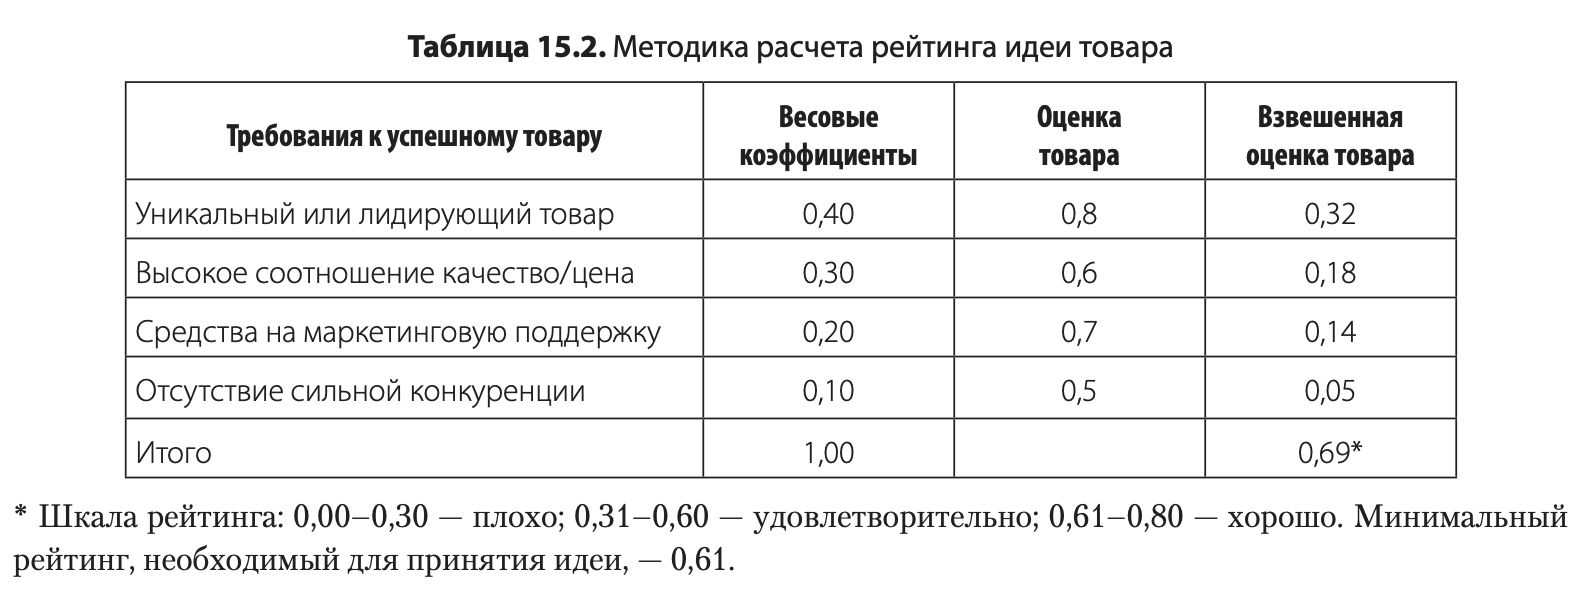 Таблица 15.2. Методика расчета рейтинга идеи товара
Требования к успешному товару Весовые коэффициенты Оценка товара Взвешенная оценка товара
Уникальный или лидирующий товар 0,40 0,8 0,32
Высокое соотношение качество/цена 0,30 0,6 0,18
Средства на маркетинговую поддержку 0,20 0,7 0,14
Отсутствие сильной конкуренции 0,10 0,5 0,05
Итого 1,00 0,69*
* Шкала рейтинга: 0,00–0,30 — плохо; 0,31–0,60 — удовлетворительно; 0,61–0,80 — хорошо. Минимальный
рейтинг, необходимый для принятия идеи, — 0,61.